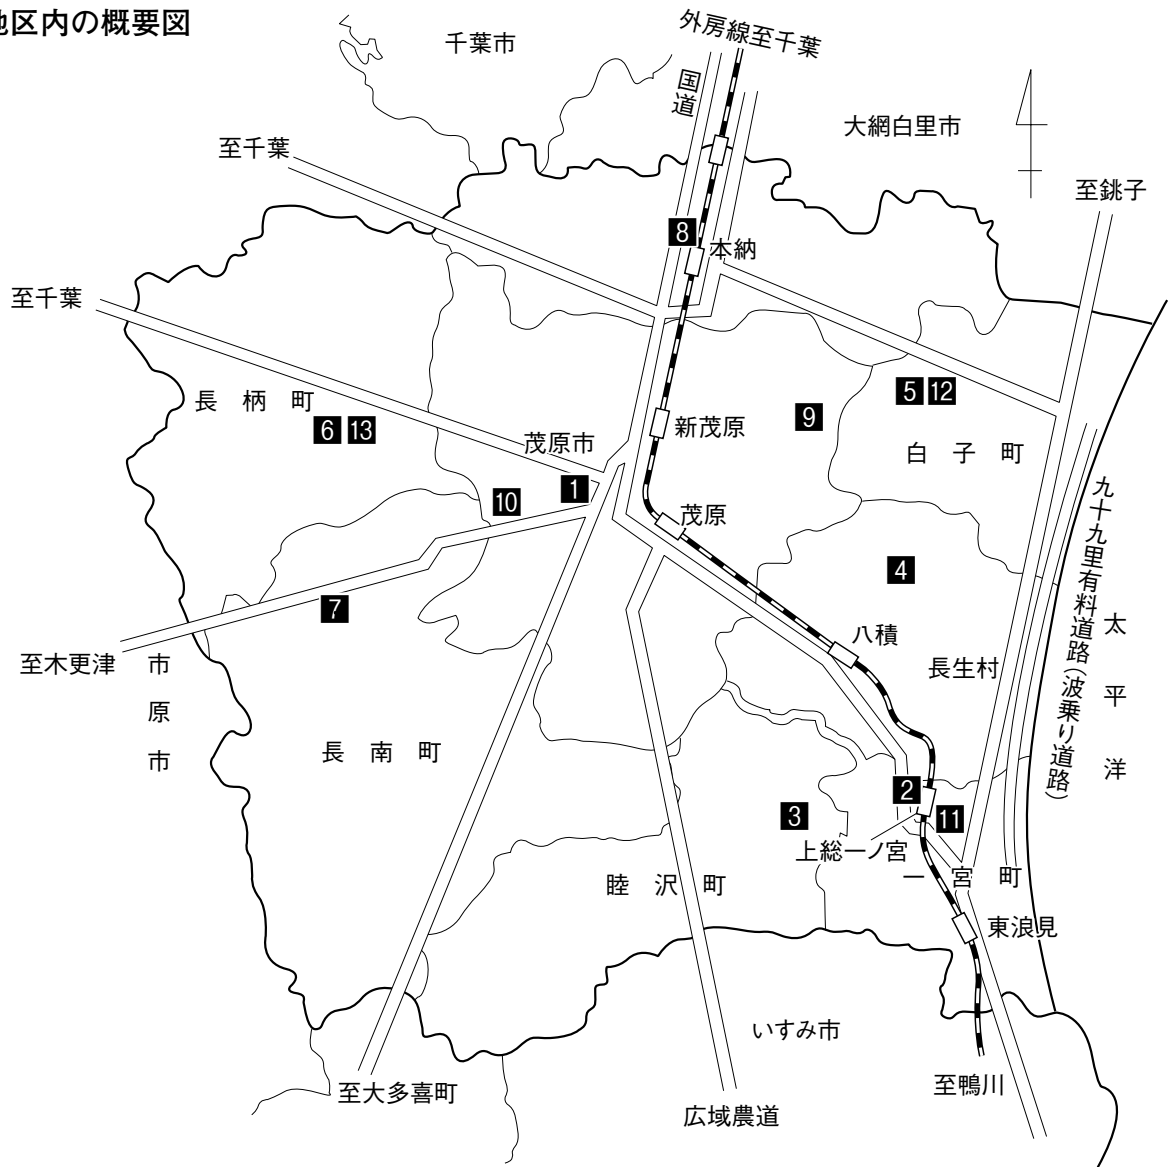 地区内の概要図
千葉市
外房線至千葉
国道
大網白里市
至千葉
至銚子
8
本納
至千葉
長柄町
6 13
5 12
9
新茂原
茂原市
白子町
10
1
茂原
九十九里有料道路(波乗り道路)
4
7
太平洋
八積
至木更津
市原市
長生村
長南町
2
3
11
上総一ノ宮
一宮町
睦沢町
東浪見
いすみ市
至鴨川
至大多喜町
広域農道